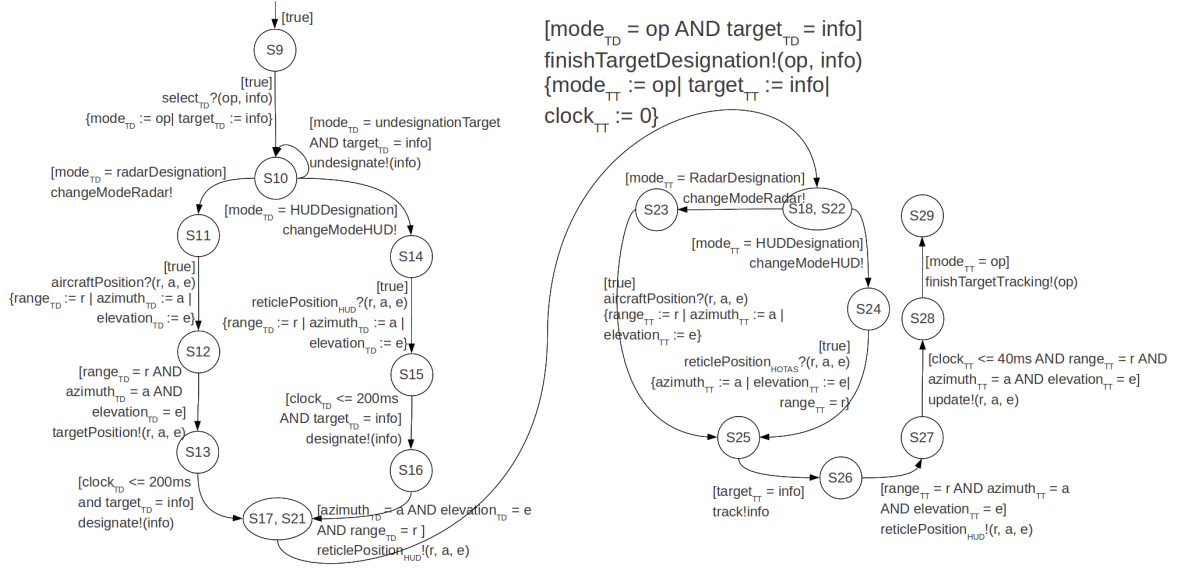 [true]
S9
[true]
select_TD?(op, info)
{mode_TD := op| target_TD := info}
[mode_TD = undesignationTarget
AND target_TD = info]
undesignate!(info)
S10
[mode_TD = radarDesignation]
changeModeRadar!
[mode_TD = HUDDesignation]
changeModeHUD!
S11
S14
[true]
aircraftPosition?(r, a, e)
{range_TD := r | azimuth_TD := a |
elevation_TD := e}
[true]
reticlePosition_HUD?(r, a, e)
{range_TD := r | azimuth_TD := a |
elevation_TD := e}
S12
S15
[range_TD = r AND
azimuth_TD = a AND
elevation_TD = e]
targetPosition!(r, a, e)
[clock_TD <= 200ms
AND target_TD = info]
designate!(info)
S13
S16
[clock_TD <= 200ms
and target_TD = info]
designate!(info)
S17, S21
[azimuth_TD = a AND elevation_TD = e
AND range_TD = r ]
reticlePosition_HUD!(r, a, e)
[mode_TD = op AND target_TD = info]
finishTargetDesignation!(op, info)
{mode_TT := op| target_TT := info|
clock_TT := 0}
[mode_TT = RadarDesignation]
changeModeRadar!
S23
S18, S22
[mode_TT = HUDDesignation]
changeModeHUD!
[true]
aircraftPosition?(r, a, e)
{range_TT := r | azimuth_TT := a |
elevation_TT := e}
S24
[true]
reticlePosition_HOTAS?(r, a, e)
{azimuth_TT := a | elevation_TT := e|
range_TT = r}
S25
[target_TT = info]
track!info
S26
[range_TT = r AND azimuth_TT = a
AND elevation_TT = e]
reticlePosition_HUD!(r, a, e)
S27
[clock_TT <= 40ms AND range_TT = r AND
azimuth_TT = a AND elevation_TT = e]
update!(r, a, e)
S28
[mode_TT = op]
finishTargetTracking!(op)
S29